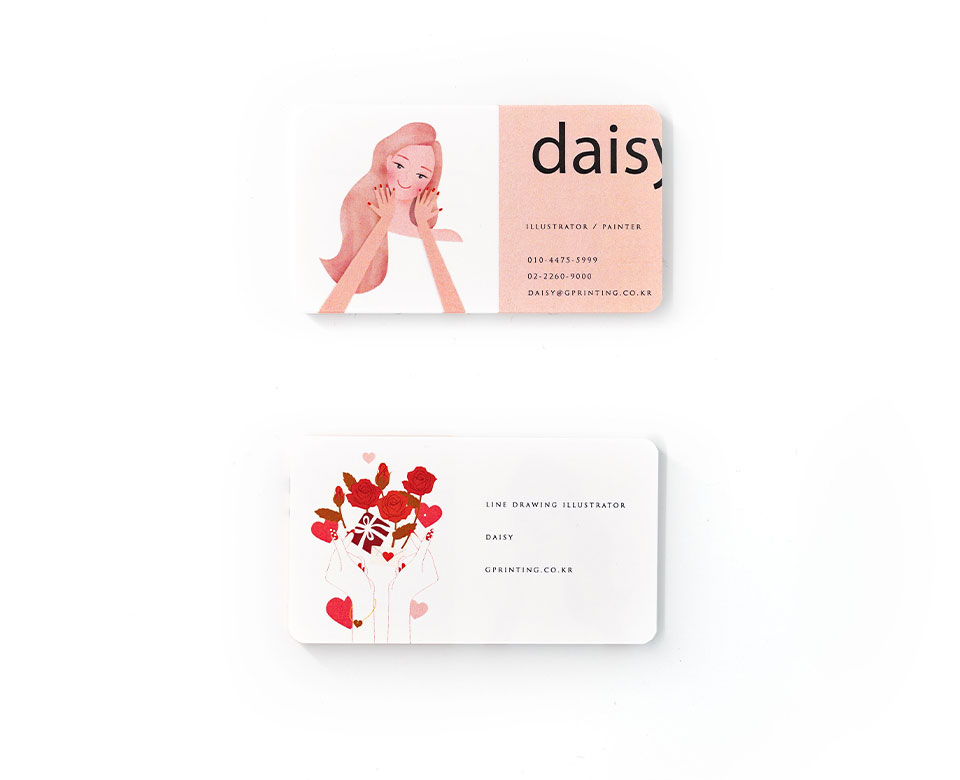 daisy
ILLUSTRATOR / PAINTER
010-4475-5999
02-2260-9000
DAISY@GPRINTING.CO.KR
LINE DRAWING ILLUSTRATOR
DAISY
GPRINTING.CO.KR